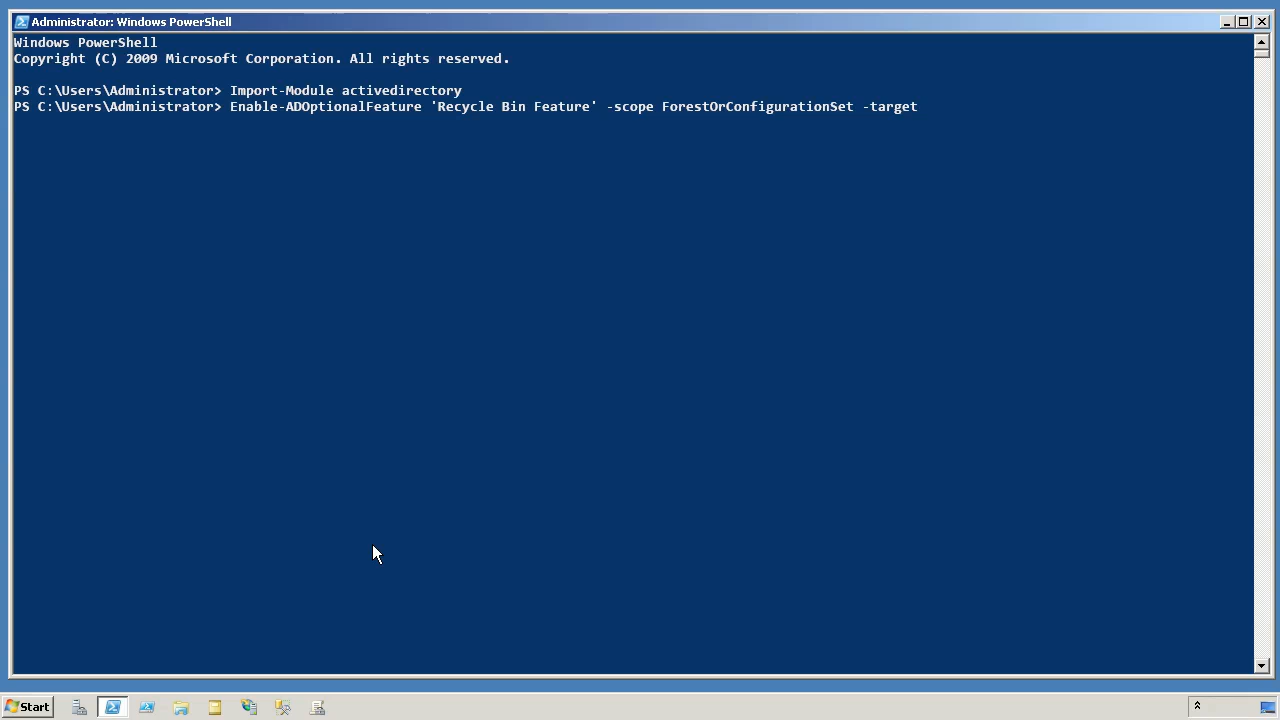 Administrator: Windows PowerShell
Windows PowerShell
Copyright (C) 2009 Microsoft Corporation. All rights reserved.
PS C:\Users\Administrator> Import-Module activedirectory
PS C:\Users\Administrator> Enable-ADOptionalFeature 'Recycle Bin Feature' -scope ForestOrConfigurationSet -target
Start